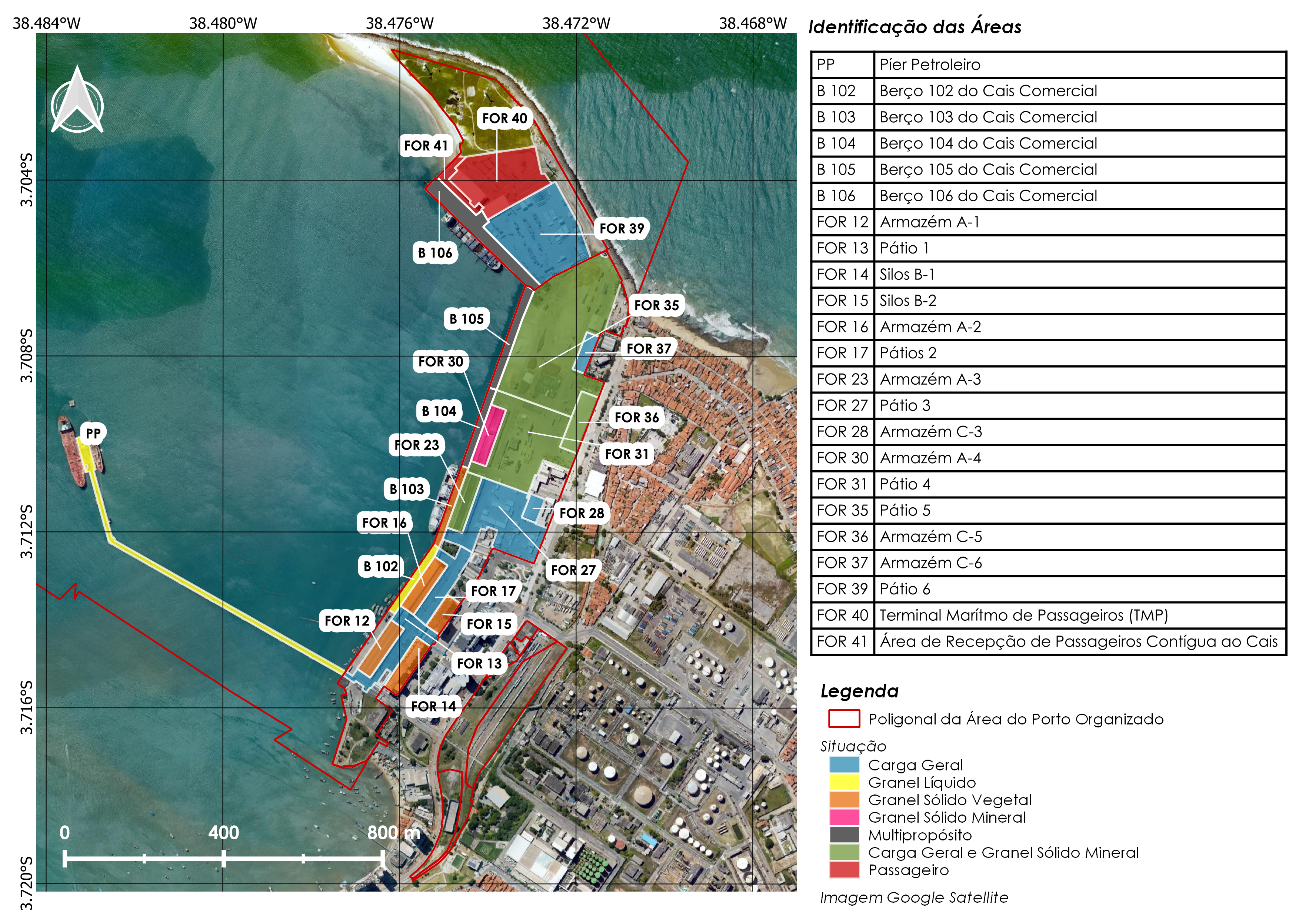 38.484°W 38.480°W 38.476°W 38.472°W 38.468°W
3.704°S
3.708°S
3.712°S
3.716°S
3.720°S
FOR 40
FOR 41
FOR 39
B 106
FOR 35
B 105
FOR 37
FOR 30
B 104
FOR 36
PP
FOR 23
FOR 31
B 103
FOR 28
FOR 16
B 102
FOR 27
FOR 17
FOR 12
FOR 15
FOR 13
FOR 14
0 400 800 m
Identificação das Áreas
PP Píer Petroleiro
B 102 Berço 102 do Cais Comercial
B 103 Berço 103 do Cais Comercial
B 104 Berço 104 do Cais Comercial
B 105 Berço 105 do Cais Comercial
B 106 Berço 106 do Cais Comercial
FOR 12 Armazém A-1
FOR 13 Pátio 1
FOR 14 Silos B-1
FOR 15 Silos B-2
FOR 16 Armazém A-2
FOR 17 Pátios 2
FOR 23 Armazém A-3
FOR 27 Pátio 3
FOR 28 Armazém C-3
FOR 30 Armazém A-4
FOR 31 Pátio 4
FOR 35 Pátio 5
FOR 36 Armazém C-5
FOR 37 Armazém C-6
FOR 39 Pátio 6
FOR 40 Terminal Marítmo de Passageiros (TMP)
FOR 41 Área de Recepção de Passageiros Contígua ao Cais
Legenda
Poligonal da Área do Porto Organizado
Situação
Carga Geral
Granel Líquido
Granel Sólido Vegetal
Granel Sólido Mineral
Multipropósito
Carga Geral e Granel Sólido Mineral
Passageiro
Imagem Google Satellite